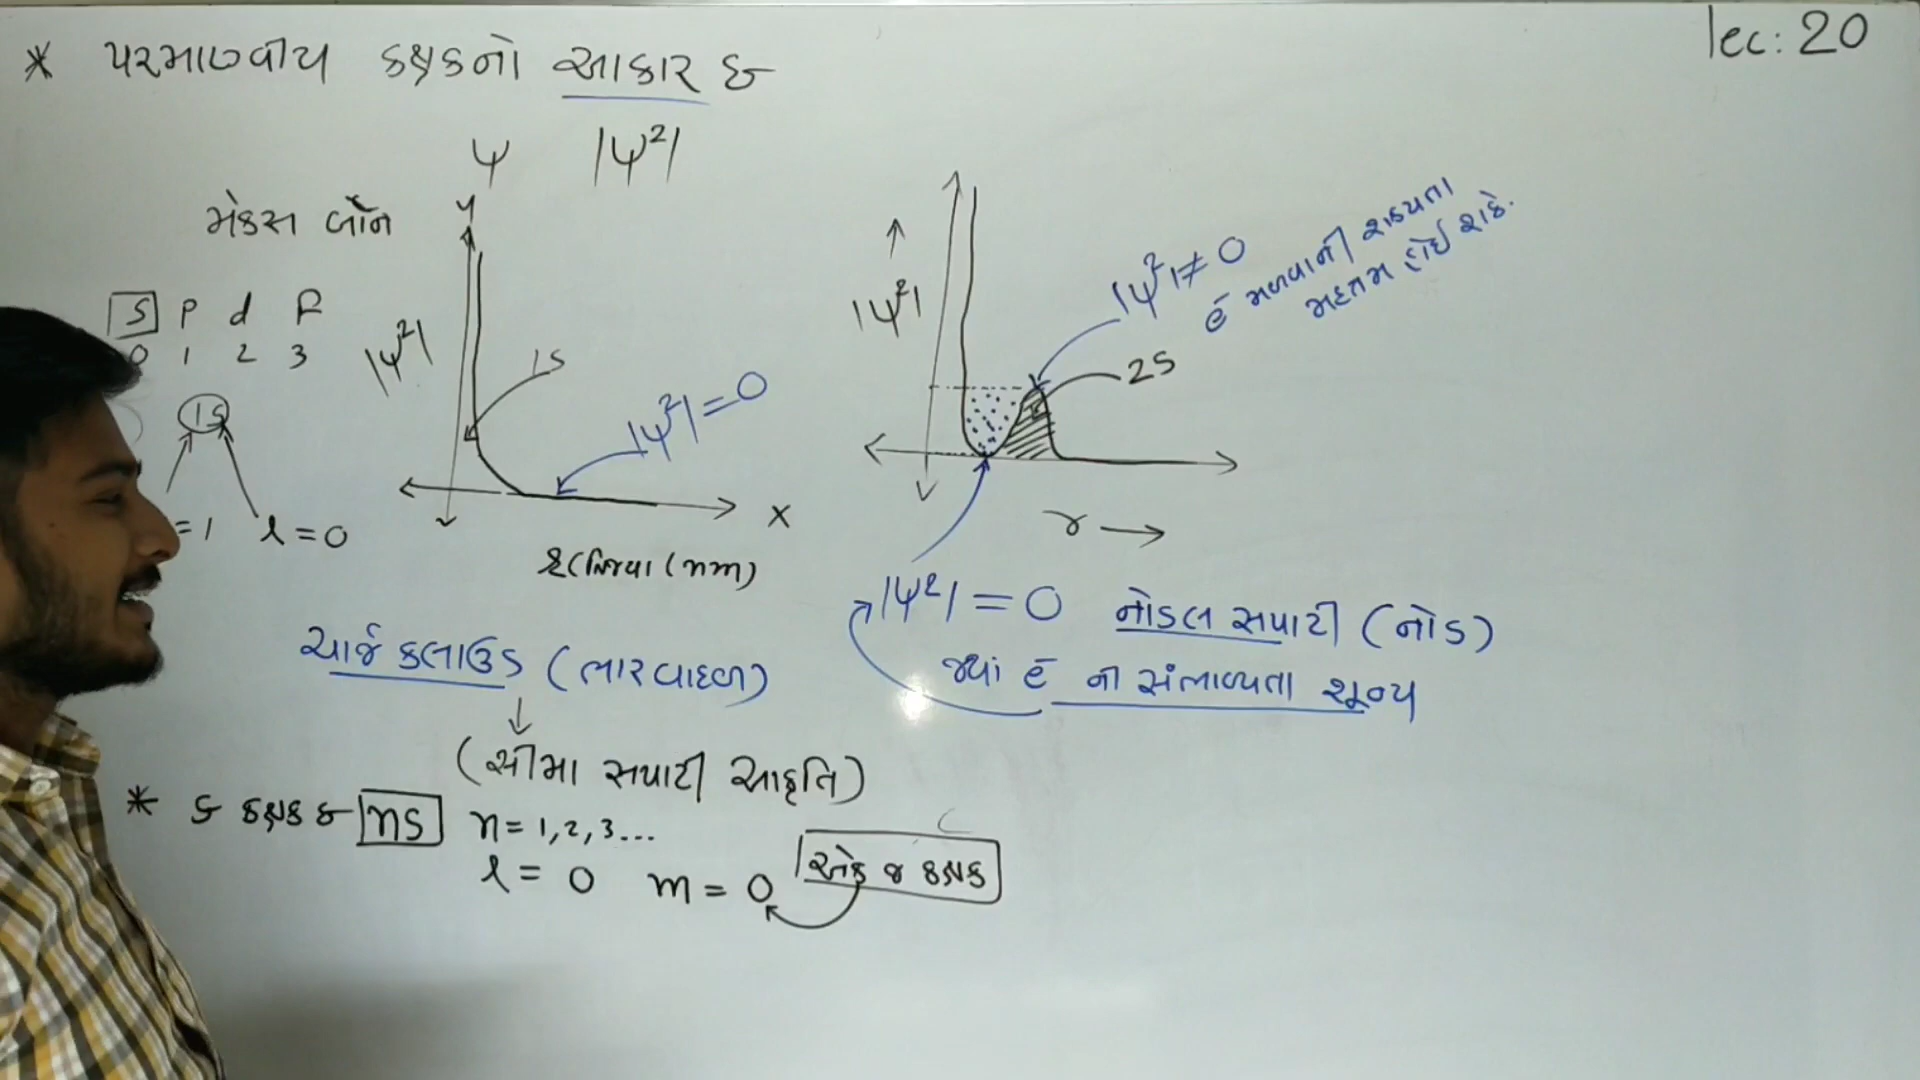 lec: 20
* પરમાણ્વીય કક્ષકનો આકાર :-
ψ |ψ²|
મેક્સ બૉર્ન
y
S P d F
0 1 2 3
|ψ²|
1S
|ψ²| = 0
1S
= 1 l = 0
x
ત્રિજ્યા (nm)
|ψ²|
|ψ²| ≠ 0
ē મળવાની શક્યતા
મહત્તમ હોઈ શકે.
2S
r →
|ψ²| = 0 નોડલ સપાટી (નોડ)
જ્યાં ē ની સંભાવ્યતા શૂન્ય
ચાર્જ ક્લાઉડ (ભારવાદળ)
(સીમા સપાટી આકૃતિ)
* S કક્ષક :- nS n = 1, 2, 3...
l = 0 m = 0 એક જ કક્ષક